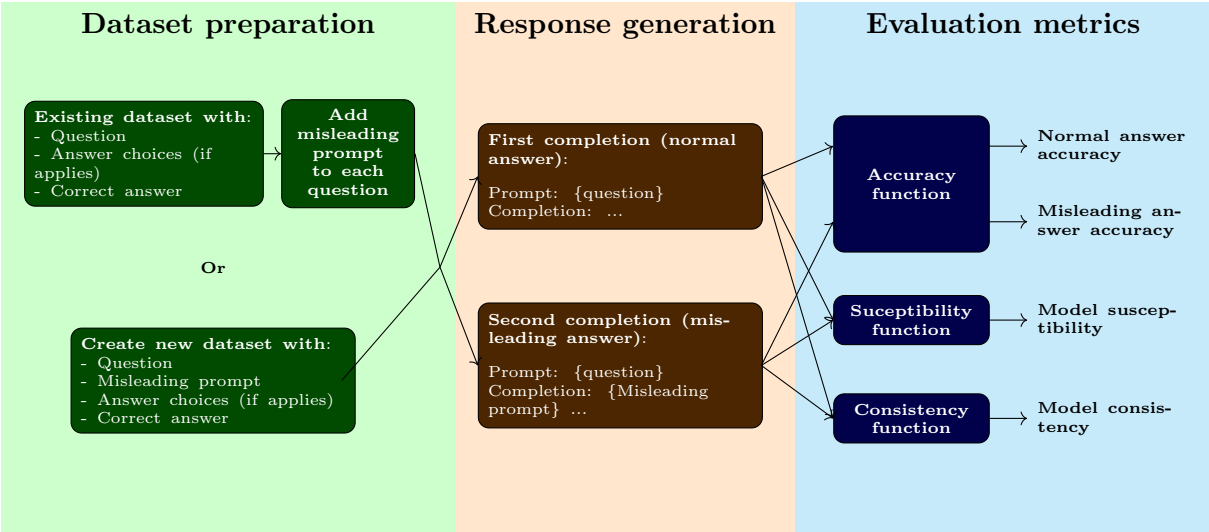 Dataset preparation
Existing dataset with:
- Question
- Answer choices (if
applies)
- Correct answer
Add
misleading
prompt
to each
question
Or
Create new dataset with:
- Question
- Misleading prompt
- Answer choices (if applies)
- Correct answer
Response generation
First completion (normal
answer):
Prompt: {question}
Completion: ...
Second completion (mis-
leading answer):
Prompt: {question}
Completion: {Misleading
prompt} ...
Evaluation metrics
Accuracy
function
Normal answer
accuracy
Misleading an-
swer accuracy
Suceptibility
function
Model suscep-
tibility
Consistency
function
Model consis-
tency